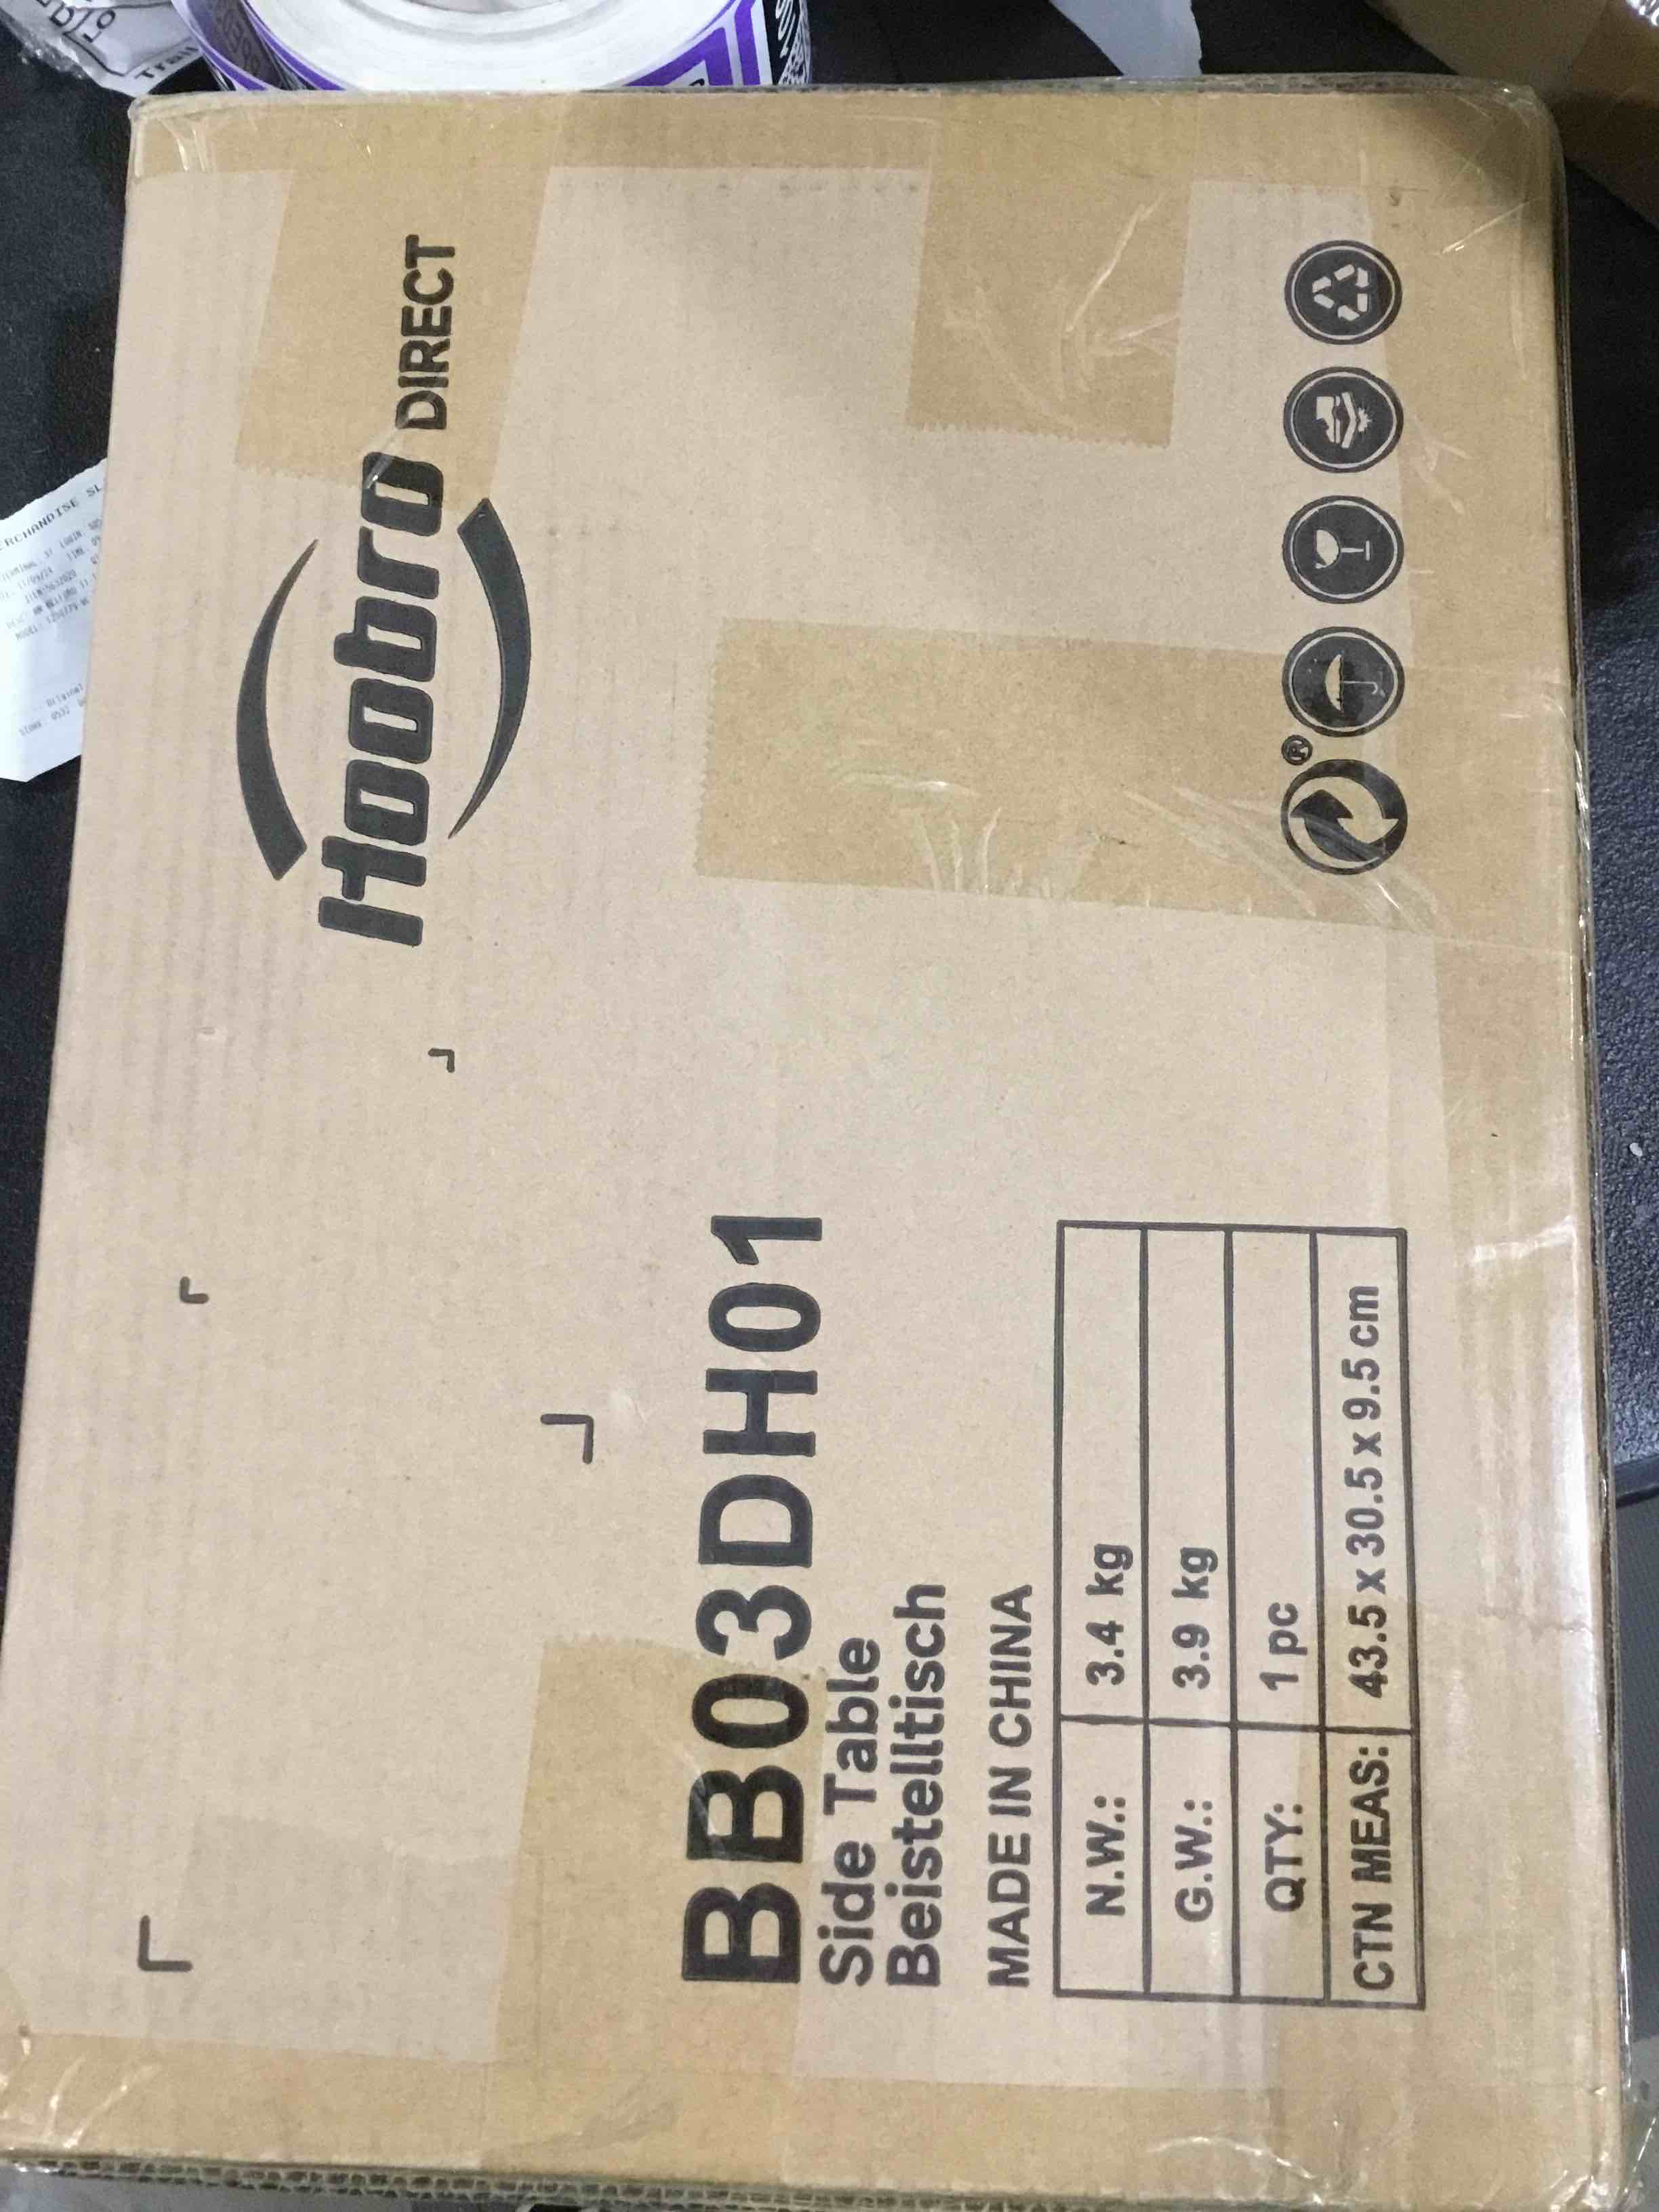 Hoobro DIRECT
BB03DH01
Side Table
Beistelltisch
MADE IN CHINA
N.W.: 3.4 kg
G.W.: 3.9 kg
QTY: 1 pc
CTN MEAS: 43.5 x 30.5 x 9.5 cm
®